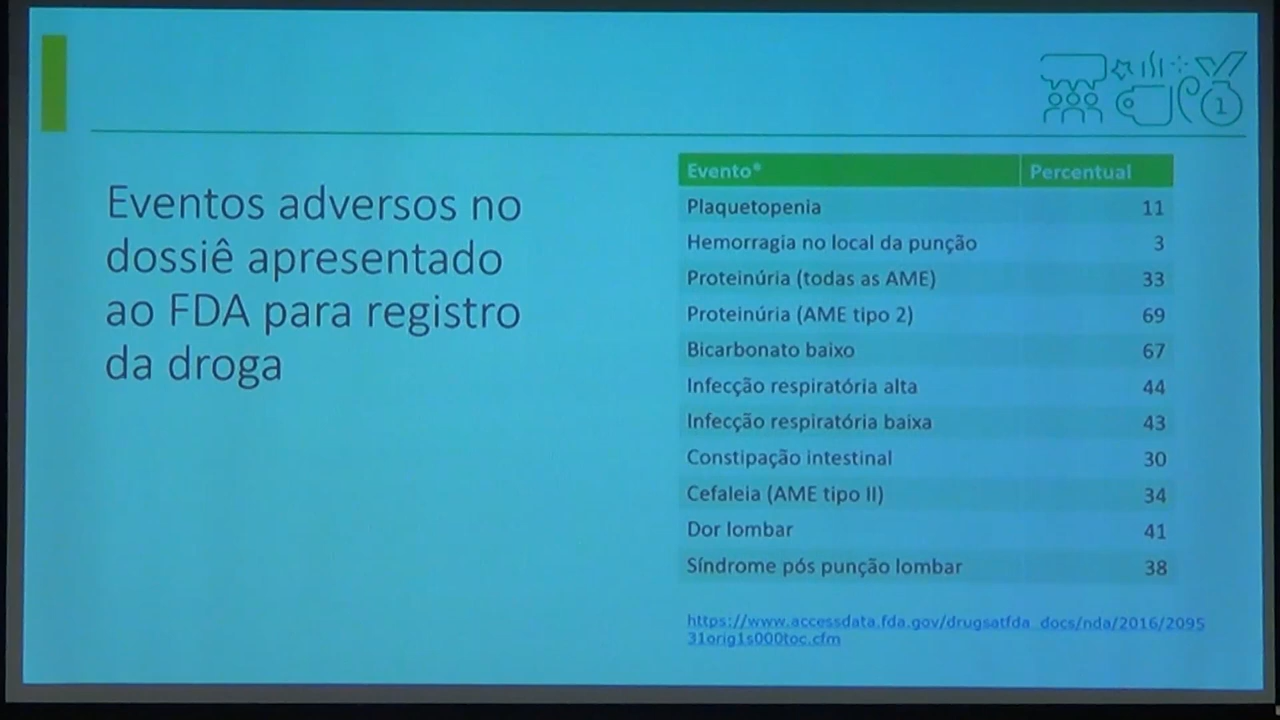 1
Eventos adversos no
dossiê apresentado
ao FDA para registro
da droga
Evento* Percentual
Plaquetopenia 11
Hemorragia no local da punção 3
Proteinúria (todas as AME) 33
Proteinúria (AME tipo 2) 69
Bicarbonato baixo 67
Infecção respiratória alta 44
Infecção respiratória baixa 43
Constipação intestinal 30
Cefaleia (AME tipo II) 34
Dor lombar 41
Síndrome pós punção lombar 38
https://www.accessdata.fda.gov/drugsatfda_docs/nda/2016/2095
31orig1s000toc.cfm